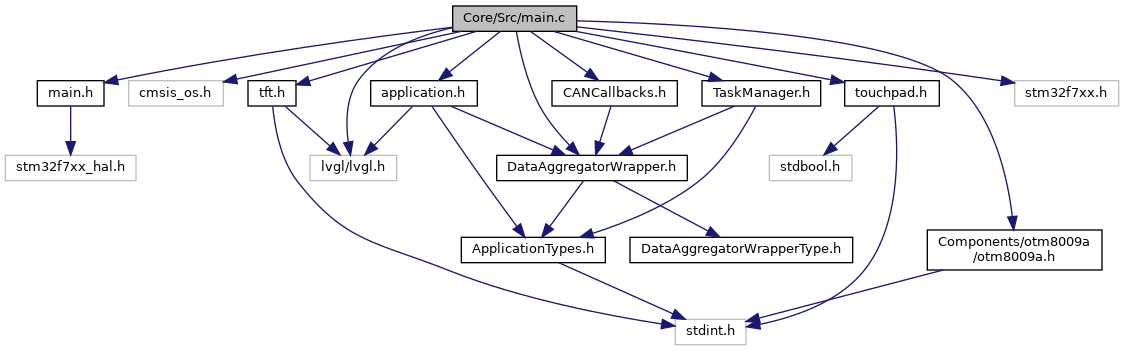 Core/Src/main.c
main.h
cmsis_os.h
tft.h
application.h
CANCallbacks.h
TaskManager.h
touchpad.h
stm32f7xx.h
stm32f7xx_hal.h
lvgl/lvgl.h
DataAggregatorWrapper.h
stdbool.h
ApplicationTypes.h
DataAggregatorWrapperType.h
Components/otm8009a
/otm8009a.h
stdint.h